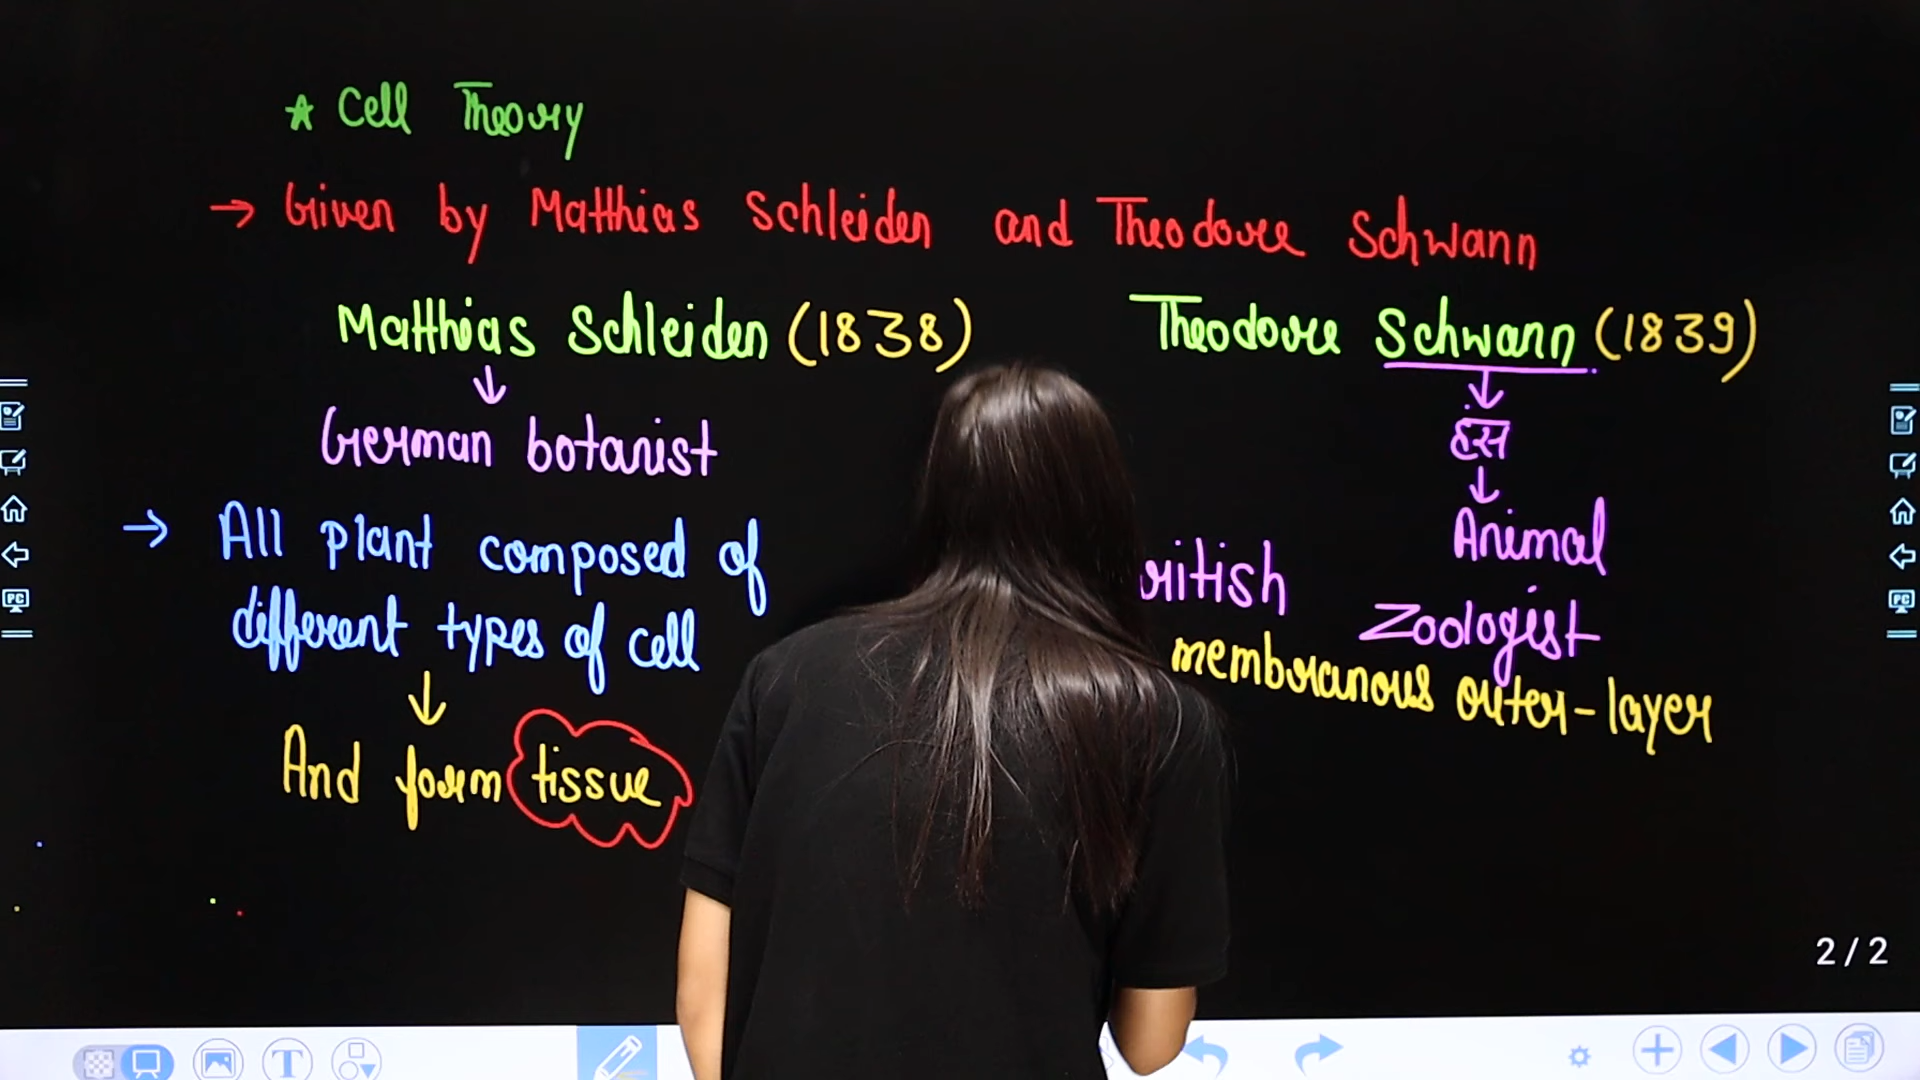 ★ Cell Theory
→ Given by Matthias Schleiden and Theodore Schwann
Matthias Schleiden (1838)
↓
German botanist
→ All plant composed of
different types of cell
↓
And form tissue
Theodore Schwann (1839)
↓
हंस
↓
Animal
ritish Zoologist
membranous outer-layer
2/2